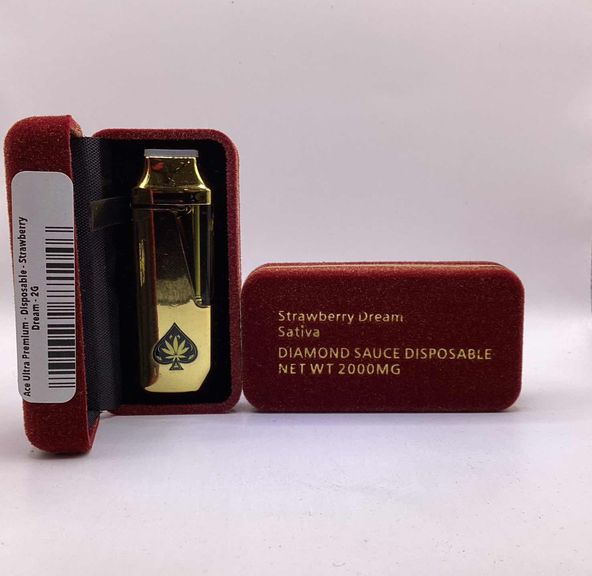 Ace Ultra Premium - Disposable - Strawberry
Dream - 2G
Strawberry Dream
Sativa
DIAMOND SAUCE DISPOSABLE
NET WT 2000MG